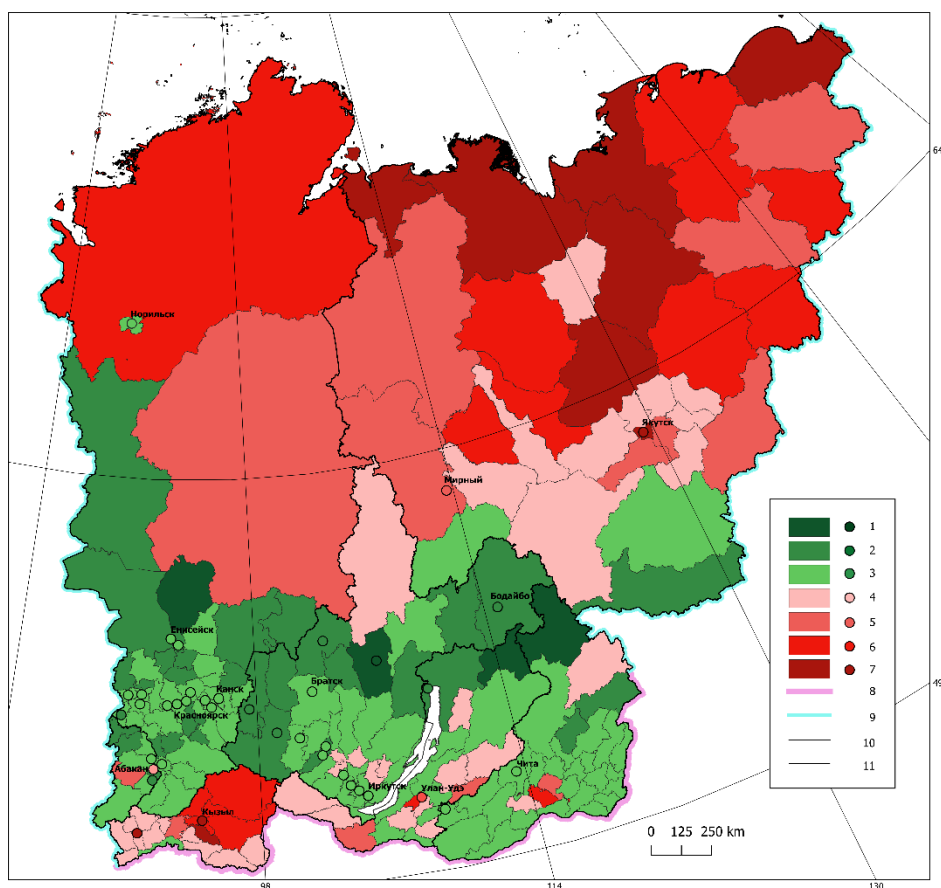 64
Норильск
Якутск
Мирный
1
2
3
4
5
6
7
8
9
10
11
Бодайбо
Енисейск
Братск
Канск
Красноярск
49
Абакан
Чита
Иркутск
Улан-Удэ
Кызыл
0 125 250 km
98
114
130